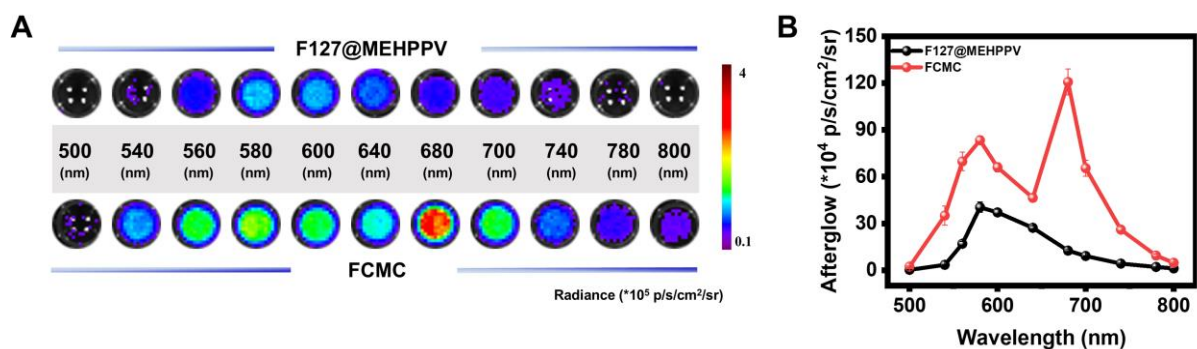 A
F127@MEHPPV
500 540 560 580 600 640 680 700 740 780 800
(nm) (nm) (nm) (nm) (nm) (nm) (nm) (nm) (nm) (nm) (nm)
FCMC
4
0.1
Radiance (*10⁵ p/s/cm²/sr)
B
F127@MEHPPV
FCMC
Afterglow (*10⁴ p/s/cm²/sr)
150
120
90
60
30
0
500 600 700 800
Wavelength (nm)